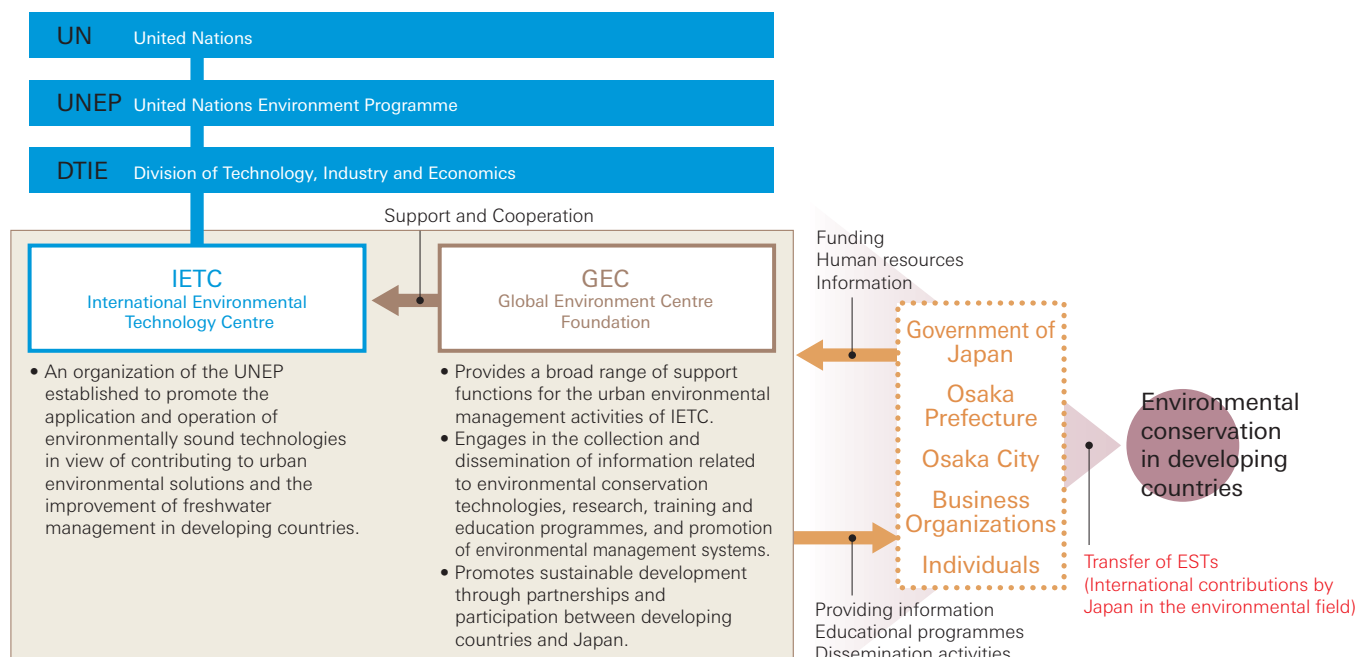 UN United Nations
UNEP United Nations Environment Programme
DTIE Division of Technology, Industry and Economics
Support and Cooperation
IETC
International Environmental
Technology Centre
• An organization of the UNEP
established to promote the
application and operation of
environmentally sound technologies
in view of contributing to urban
environmental solutions and the
improvement of freshwater
management in developing countries.
GEC
Global Environment Centre
Foundation
• Provides a broad range of support
functions for the urban environmental
management activities of IETC.
• Engages in the collection and
dissemination of information related
to environmental conservation
technologies, research, training and
education programmes, and promotion
of environmental management systems.
• Promotes sustainable development
through partnerships and
participation between developing
countries and Japan.
Funding
Human resources
Information
Government of
Japan
Osaka
Prefecture
Osaka City
Business
Organizations
Individuals
Providing information
Educational programmes
Dissemination activities
Environmental
conservation
in developing
countries
Transfer of ESTs
(International contributions by
Japan in the environmental field)